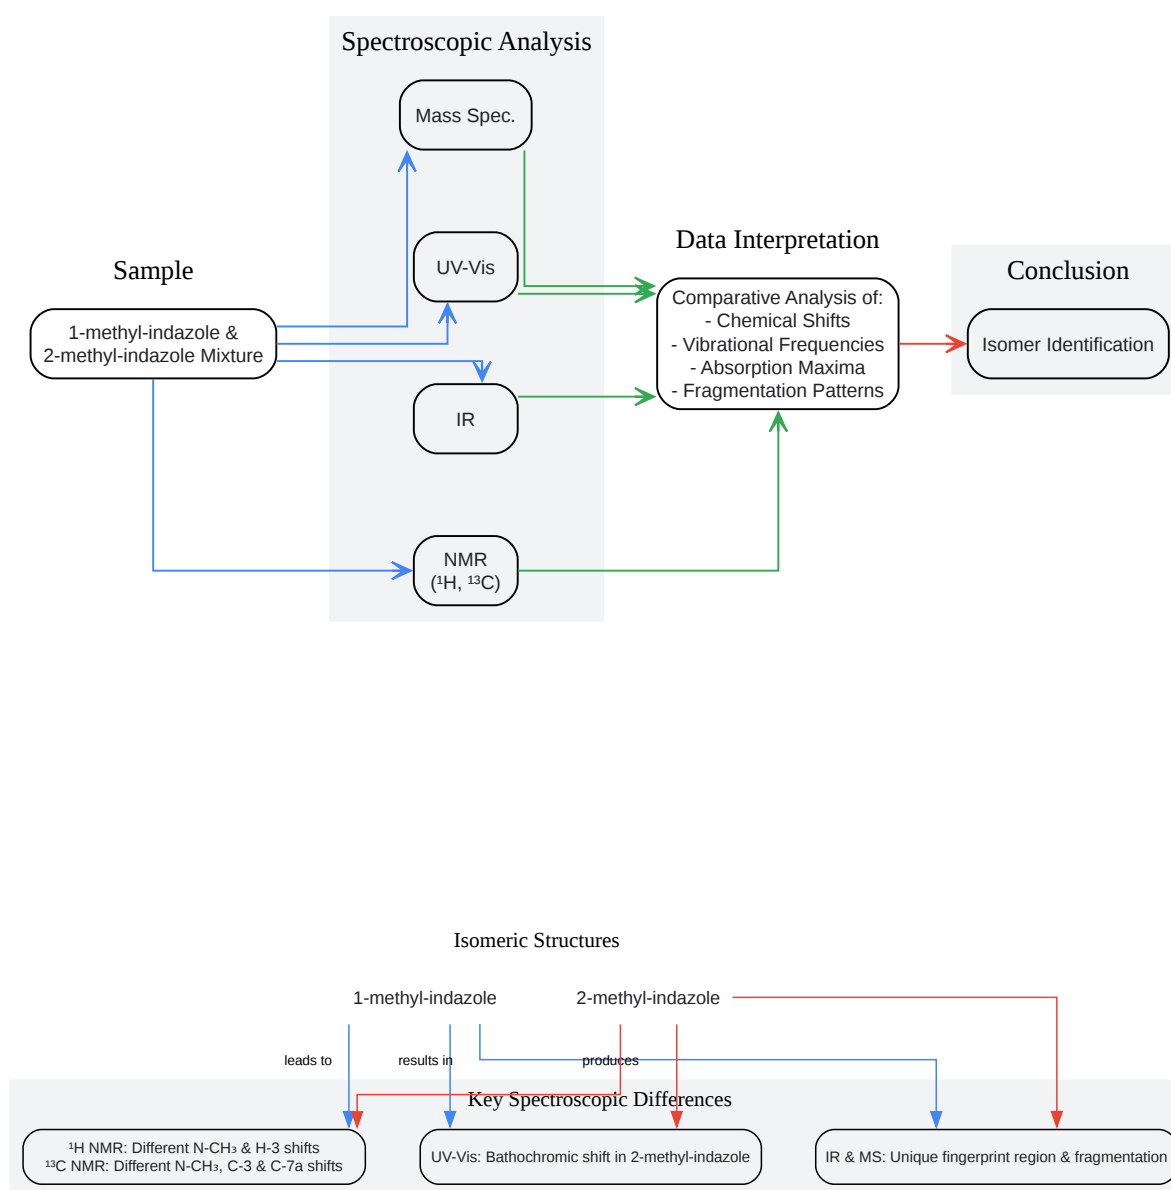 Spectroscopic Analysis
Mass Spec.
UV-Vis
IR
NMR
(¹H, ¹³C)
Sample
1-methyl-indazole &
2-methyl-indazole Mixture
Data Interpretation
Comparative Analysis of:
- Chemical Shifts
- Vibrational Frequencies
- Absorption Maxima
- Fragmentation Patterns
Conclusion
Isomer Identification
Isomeric Structures
1-methyl-indazole
2-methyl-indazole
leads to
results in
produces
Key Spectroscopic Differences
¹H NMR: Different N-CH₃ & H-3 shifts
¹³C NMR: Different N-CH₃, C-3 & C-7a shifts
UV-Vis: Bathochromic shift in 2-methyl-indazole
IR & MS: Unique fingerprint region & fragmentation